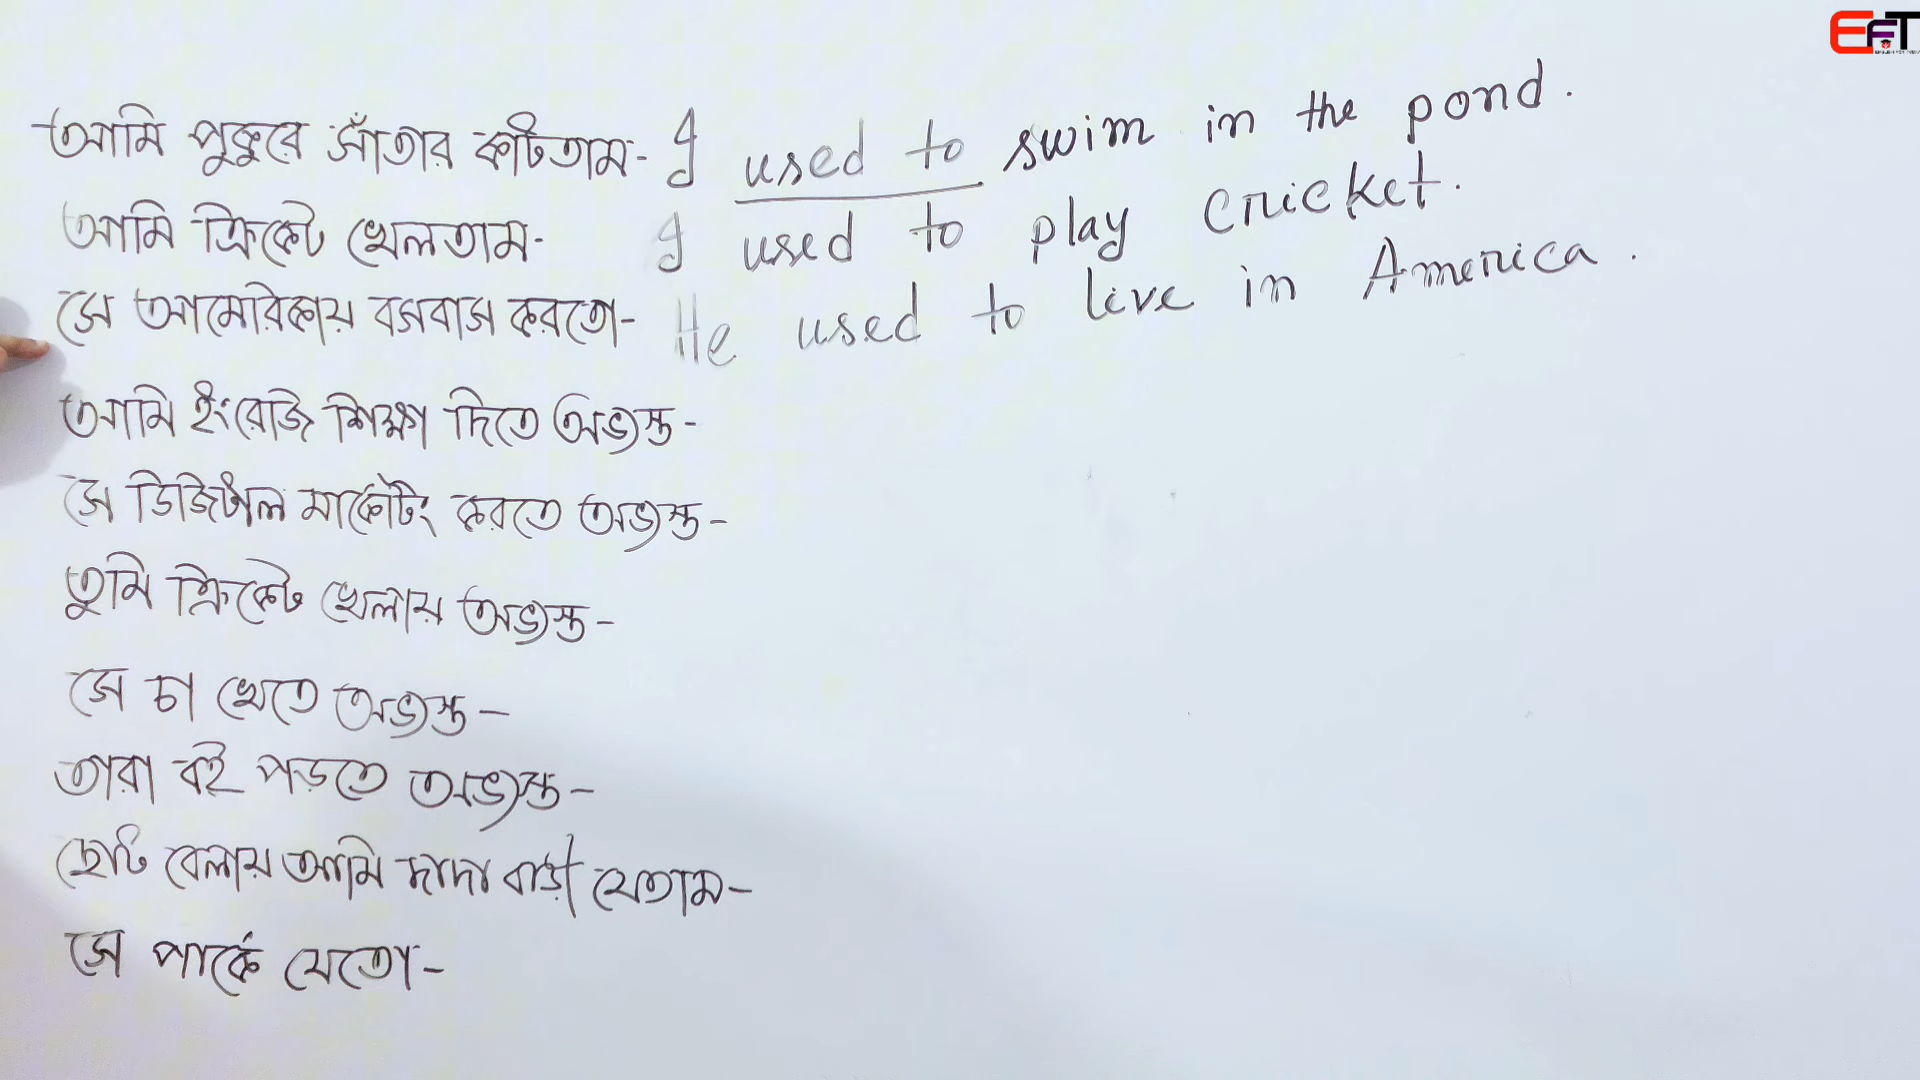 EFT
আমি পুকুরে সাঁতার কাটতাম- I used to swim in the pond.
আমি ক্রিকেট খেলতাম- I used to play cricket.
সে আমেরিকায় বসবাস করতো- He used to live in America.
আমি ইংরেজি শিক্ষা দিতে অভ্যস্ত-
সে ডিজিটাল মার্কেটিং করতে অভ্যস্ত-
তুমি ক্রিকেট খেলায় অভ্যস্ত-
সে চা খেতে অভ্যস্ত-
তারা বই পড়তে অভ্যস্ত-
ছোট বেলায় আমি দাদা বাড়ী যেতাম-
সে পার্কে যেতো-